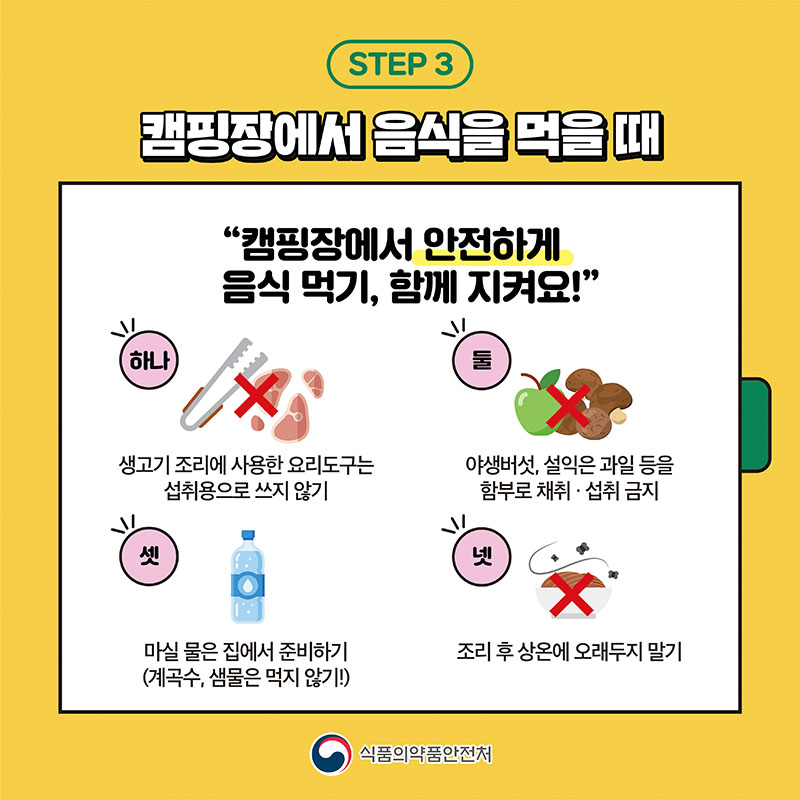 STEP 3
캠핑장에서 음식을 먹을 때
“캠핑장에서 안전하게
음식 먹기, 함께 지켜요!”
하나
생고기 조리에 사용한 요리도구는
섭취용으로 쓰지 않기
둘
야생버섯, 설익은 과일 등을
함부로 채취 · 섭취 금지
셋
마실 물은 집에서 준비하기
(계곡수, 샘물은 먹지 않기!)
넷
조리 후 상온에 오래두지 말기
식품의약품안전처